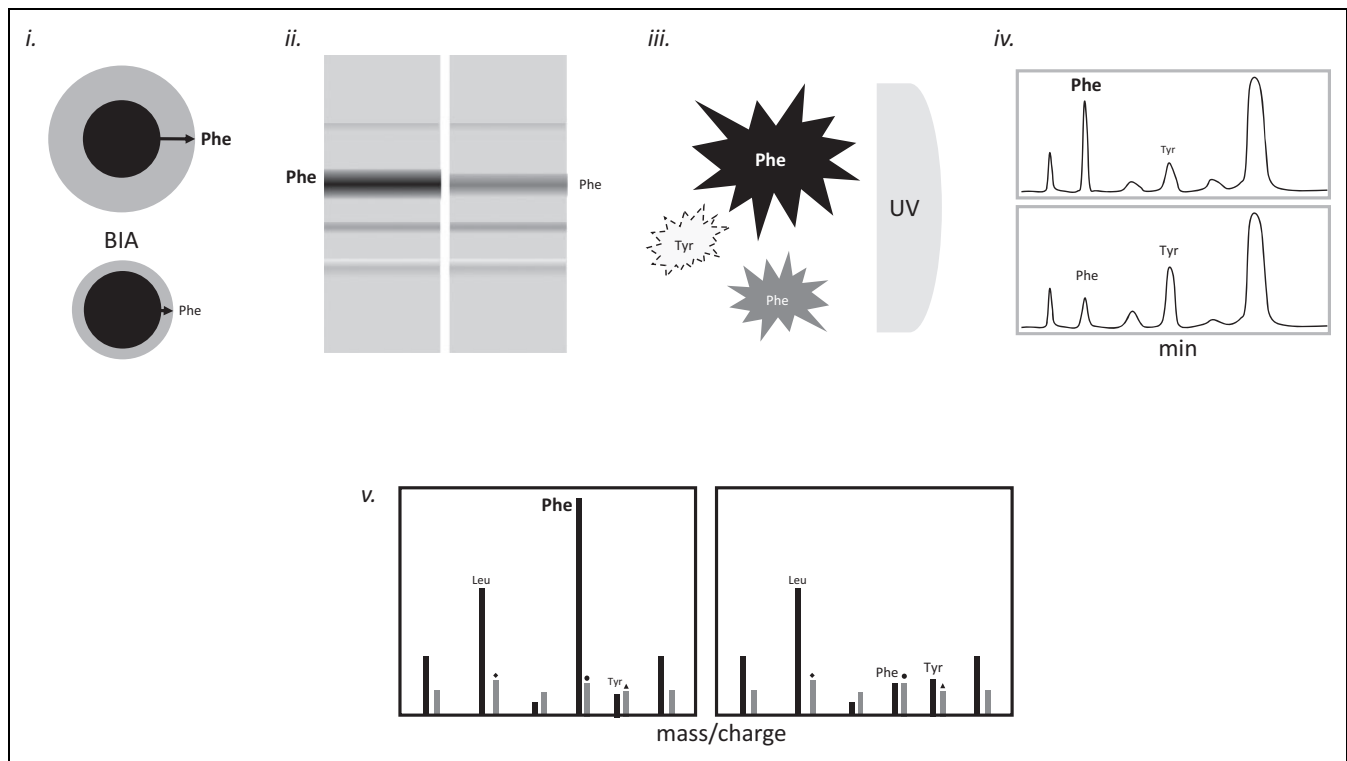 i.
Phe
BIA
Phe
ii.
Phe
Phe
iii.
Phe
Tyr
Phe
UV
iv.
Phe
Tyr
Phe
Tyr
min
v.
Phe
Leu
Tyr
Leu
Phe
Tyr
mass/charge